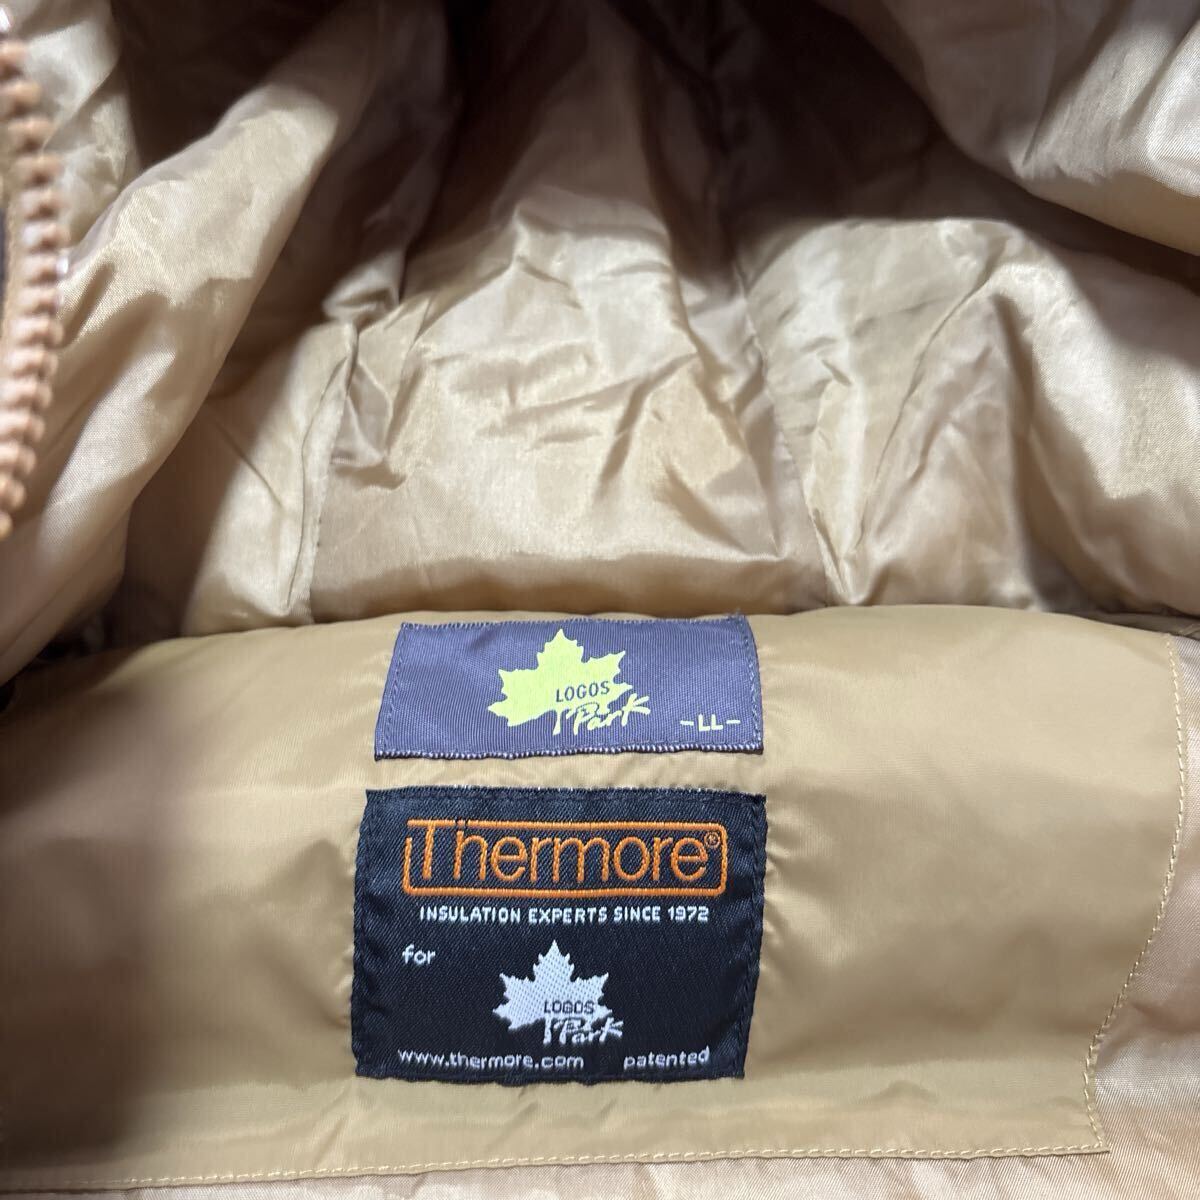 LOGOS
Park
-LL-
Thermore®
INSULATION EXPERTS SINCE 1972
for
LOGOS
Park
www.thermore.com patented